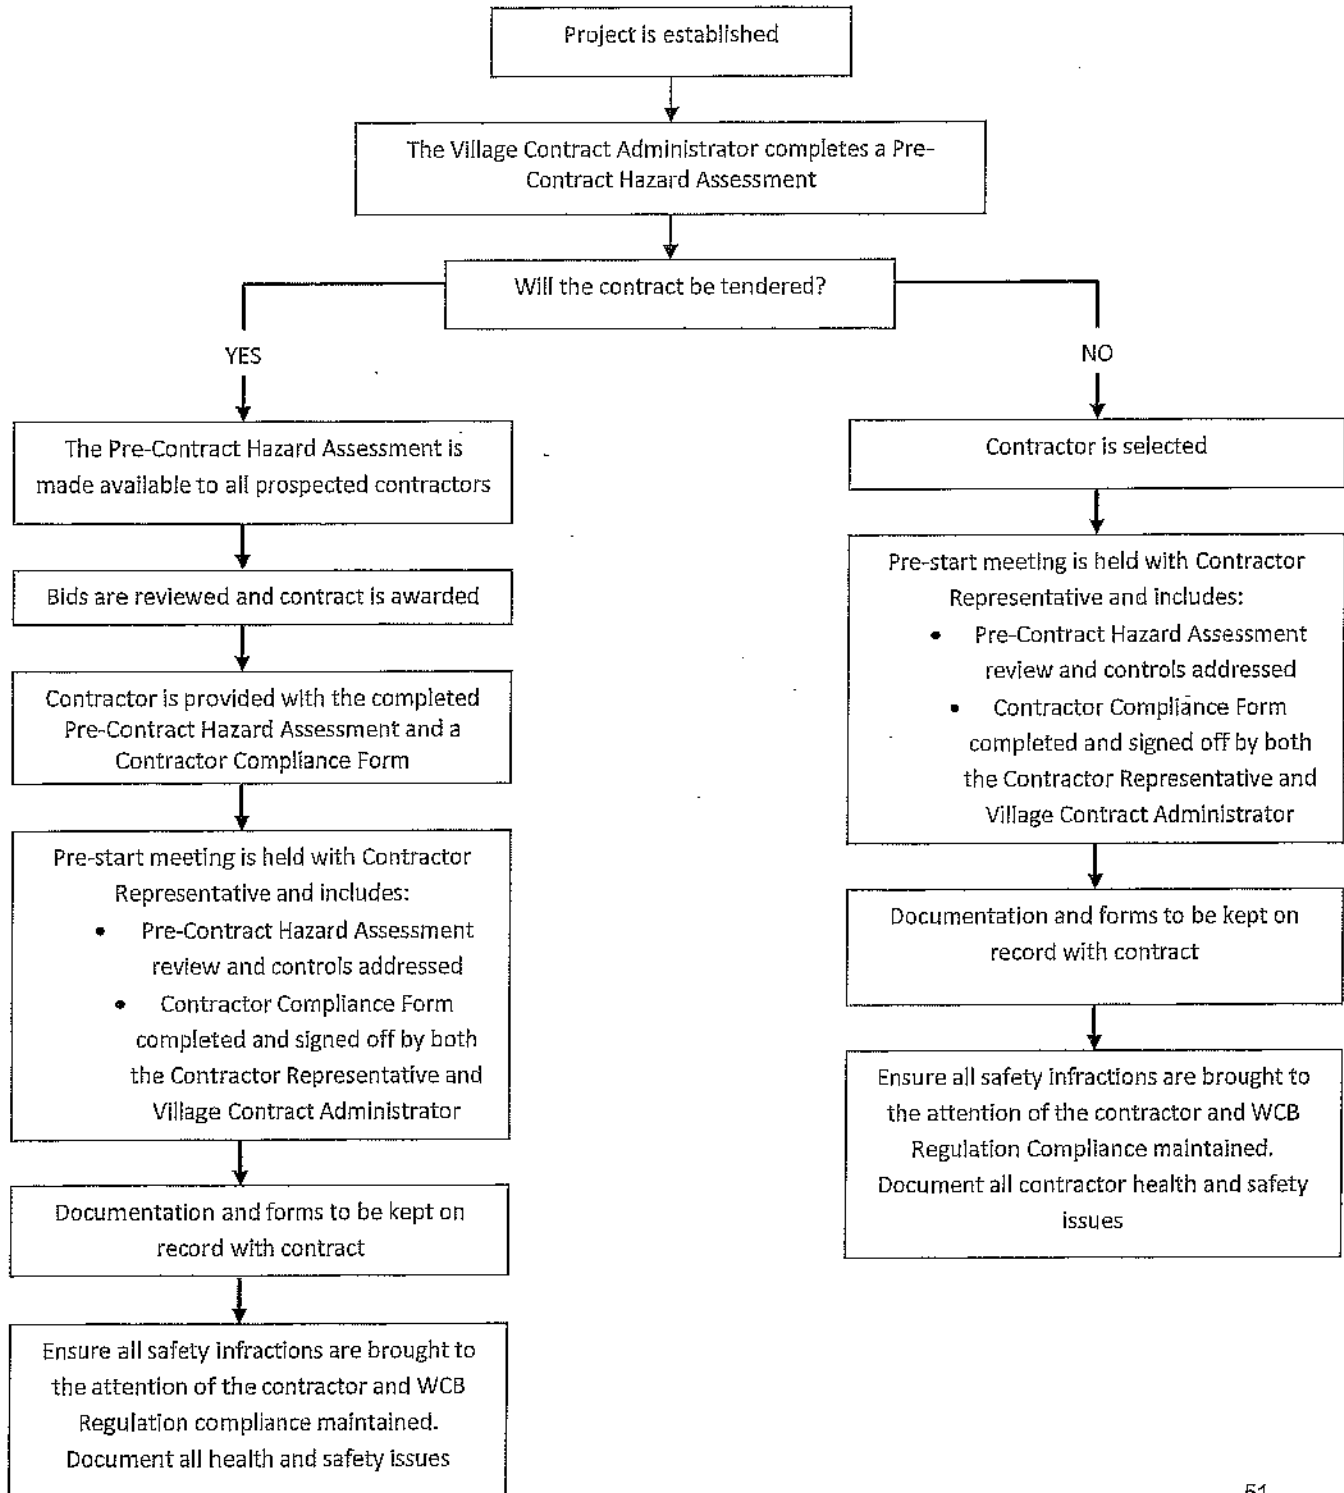 Project is established
The Village Contract Administrator completes a Pre-
Contract Hazard Assessment
Will the contract be tendered?
YES
The Pre-Contract Hazard Assessment is
made available to all prospected contractors
Bids are reviewed and contract is awarded
Contractor is provided with the completed
Pre-Contract Hazard Assessment and a
Contractor Compliance Form
Pre-start meeting is held with Contractor
Representative and includes:
• Pre-Contract Hazard Assessment
review and controls addressed
• Contractor Compliance Form
completed and signed off by both
the Contractor Representative and
Village Contract Administrator
Documentation and forms to be kept on
record with contract
Ensure all safety infractions are brought to
the attention of the contractor and WCB
Regulation compliance maintained.
Document all health and safety issues
NO
Contractor is selected
Pre-start meeting is held with Contractor
Representative and includes:
• Pre-Contract Hazard Assessment
review and controls addressed
• Contractor Compliance Form
completed and signed off by both
the Contractor Representative and
Village Contract Administrator
Documentation and forms to be kept on
record with contract
Ensure all safety infractions are brought to
the attention of the contractor and WCB
Regulation Compliance maintained.
Document all contractor health and safety
issues
51